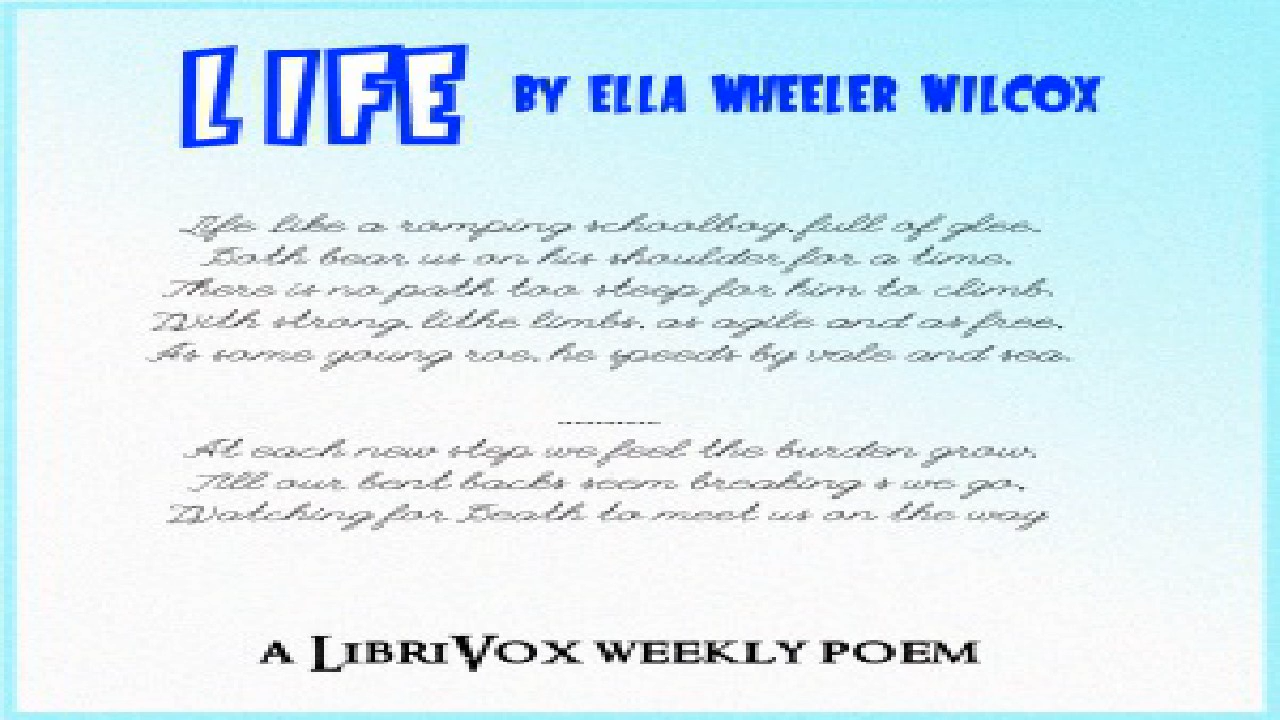 LIFE BY ELLA WHEELER WILCOX
Life like a romping schoolboy, full of glee,
Doth bear us on his shoulder for a time.
There is no path too steep for him to climb.
With strong, lithe limbs, as agile and as free,
As some young roe, he speeds by vale and sea.
----------
At each new step we feel the burden grow,
Till our bent backs seem breaking s we go,
Watching for Death to meet us on the way
A LIBRIVOX WEEKLY POEM